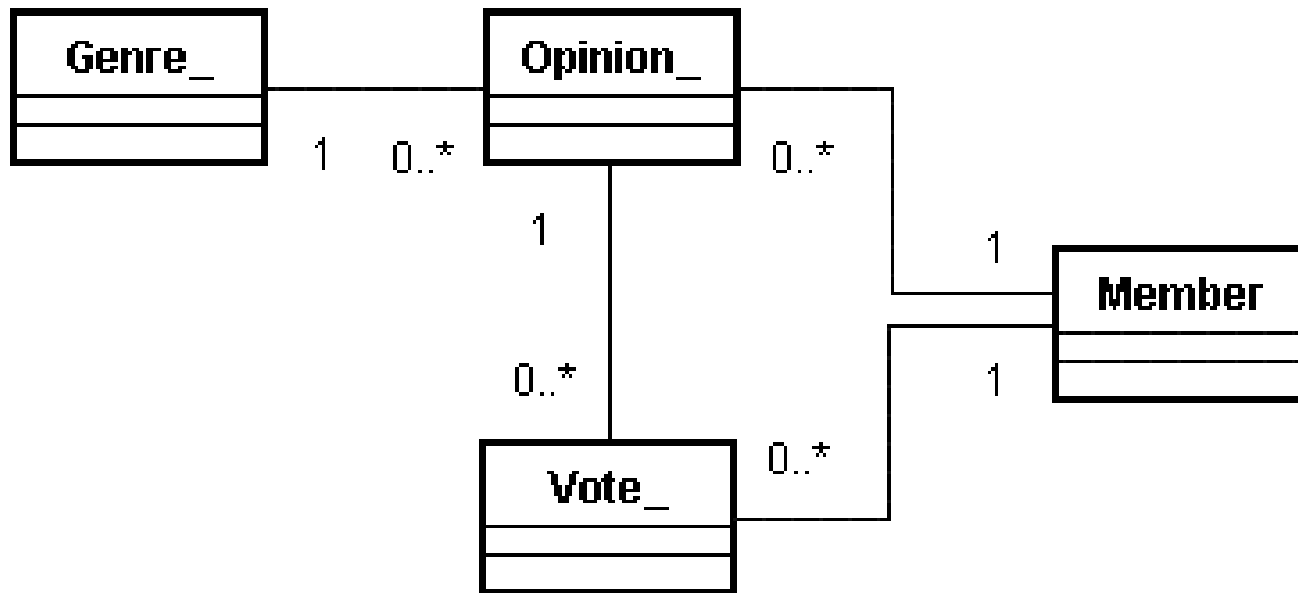 Genre_
Opinion_
1
0..*
0..*
1
1
Member
0..*
1
0..*
Vote_